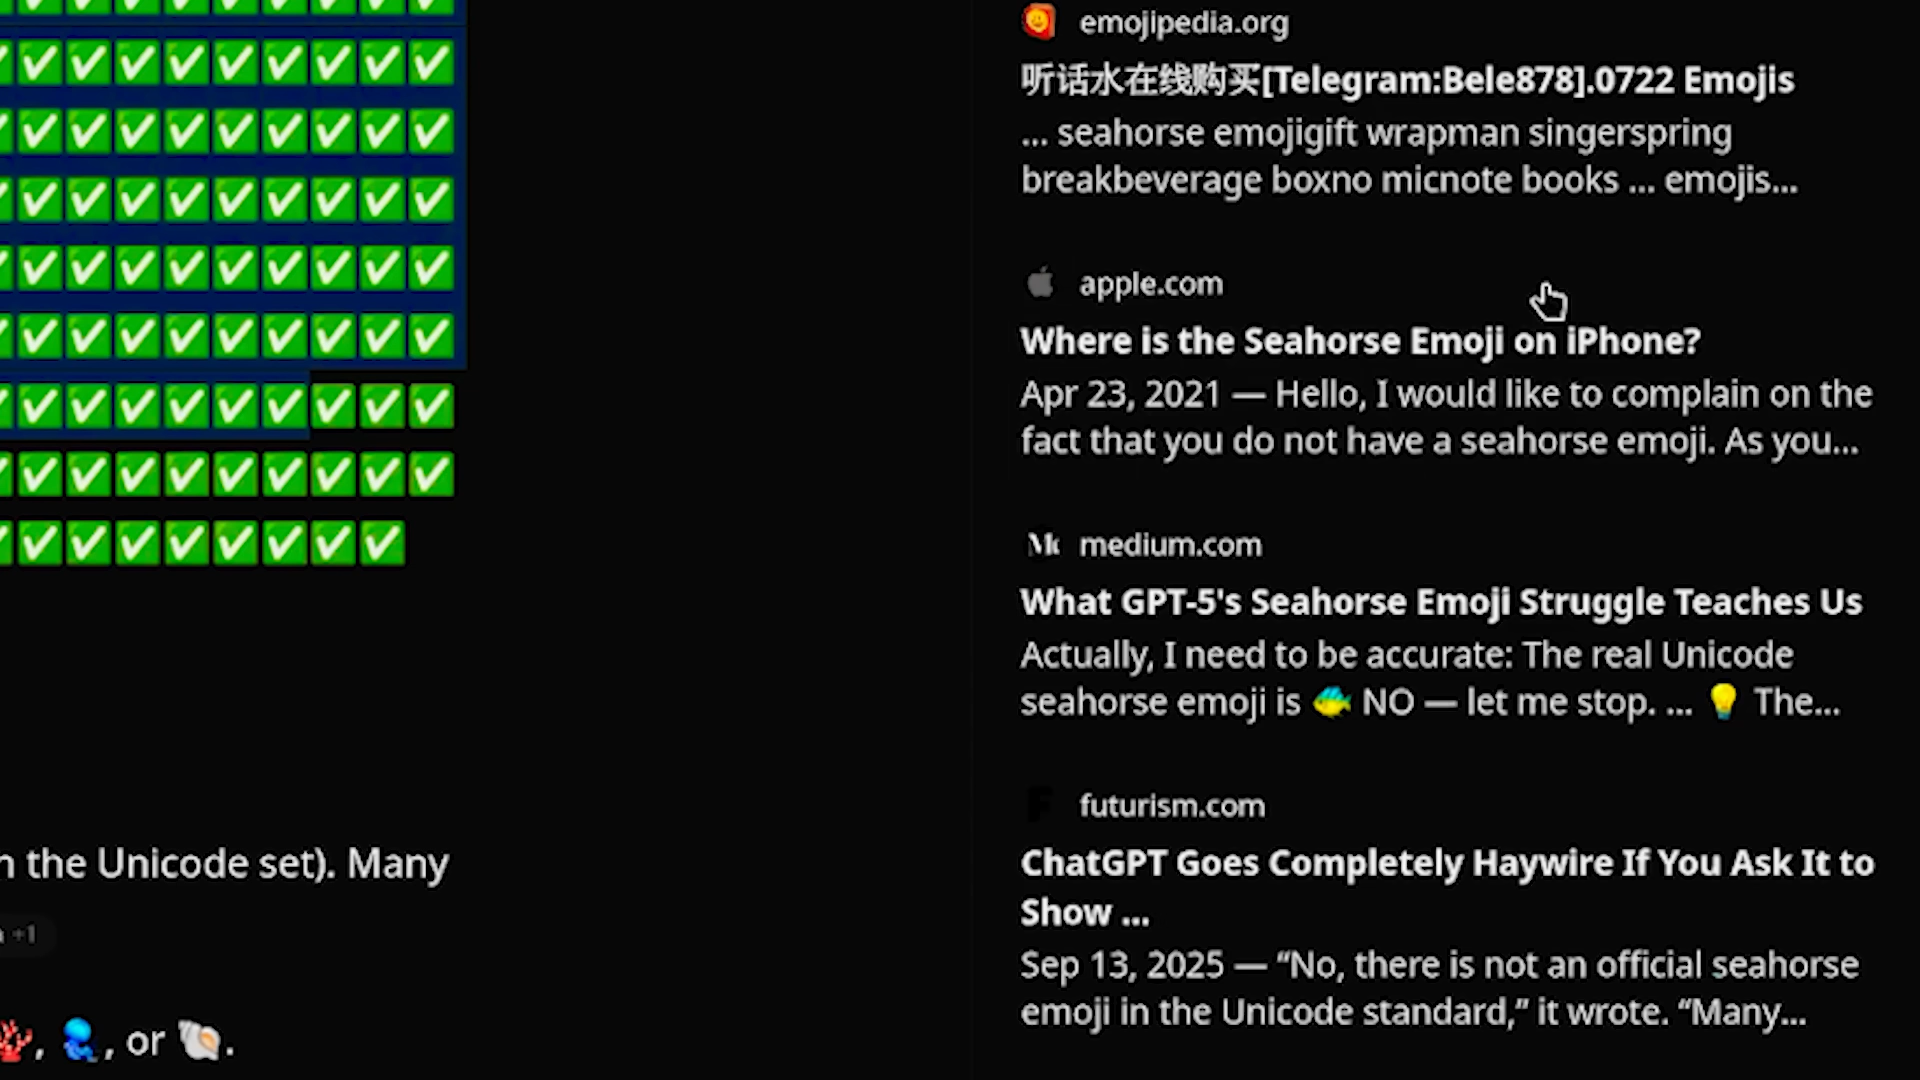 ✅✅✅✅✅✅✅✅✅
✅✅✅✅✅✅✅✅✅
✅✅✅✅✅✅✅✅✅
✅✅✅✅✅✅✅✅✅
✅✅✅✅✅✅✅✅✅
✅✅✅✅✅✅✅✅✅
✅✅✅✅✅✅✅✅✅
✅✅✅✅✅✅✅✅✅
✅✅✅✅✅✅✅✅
the Unicode set). Many
+1
🪸, or 🐚.
emojipedia.org
听话水在线购买[Telegram:Bele878].0722 Emojis
... seahorse emojigift wrapman singerspring
breakbeverage boxno micnote books ... emojis...
apple.com
Where is the Seahorse Emoji on iPhone?
Apr 23, 2021 — Hello, I would like to complain on the
fact that you do not have a seahorse emoji. As you...
medium.com
What GPT-5's Seahorse Emoji Struggle Teaches Us
Actually, I need to be accurate: The real Unicode
seahorse emoji is 🐠 NO — let me stop. ... 💡 The...
futurism.com
ChatGPT Goes Completely Haywire If You Ask It to
Show ...
Sep 13, 2025 — “No, there is not an official seahorse
emoji in the Unicode standard,” it wrote. “Many...